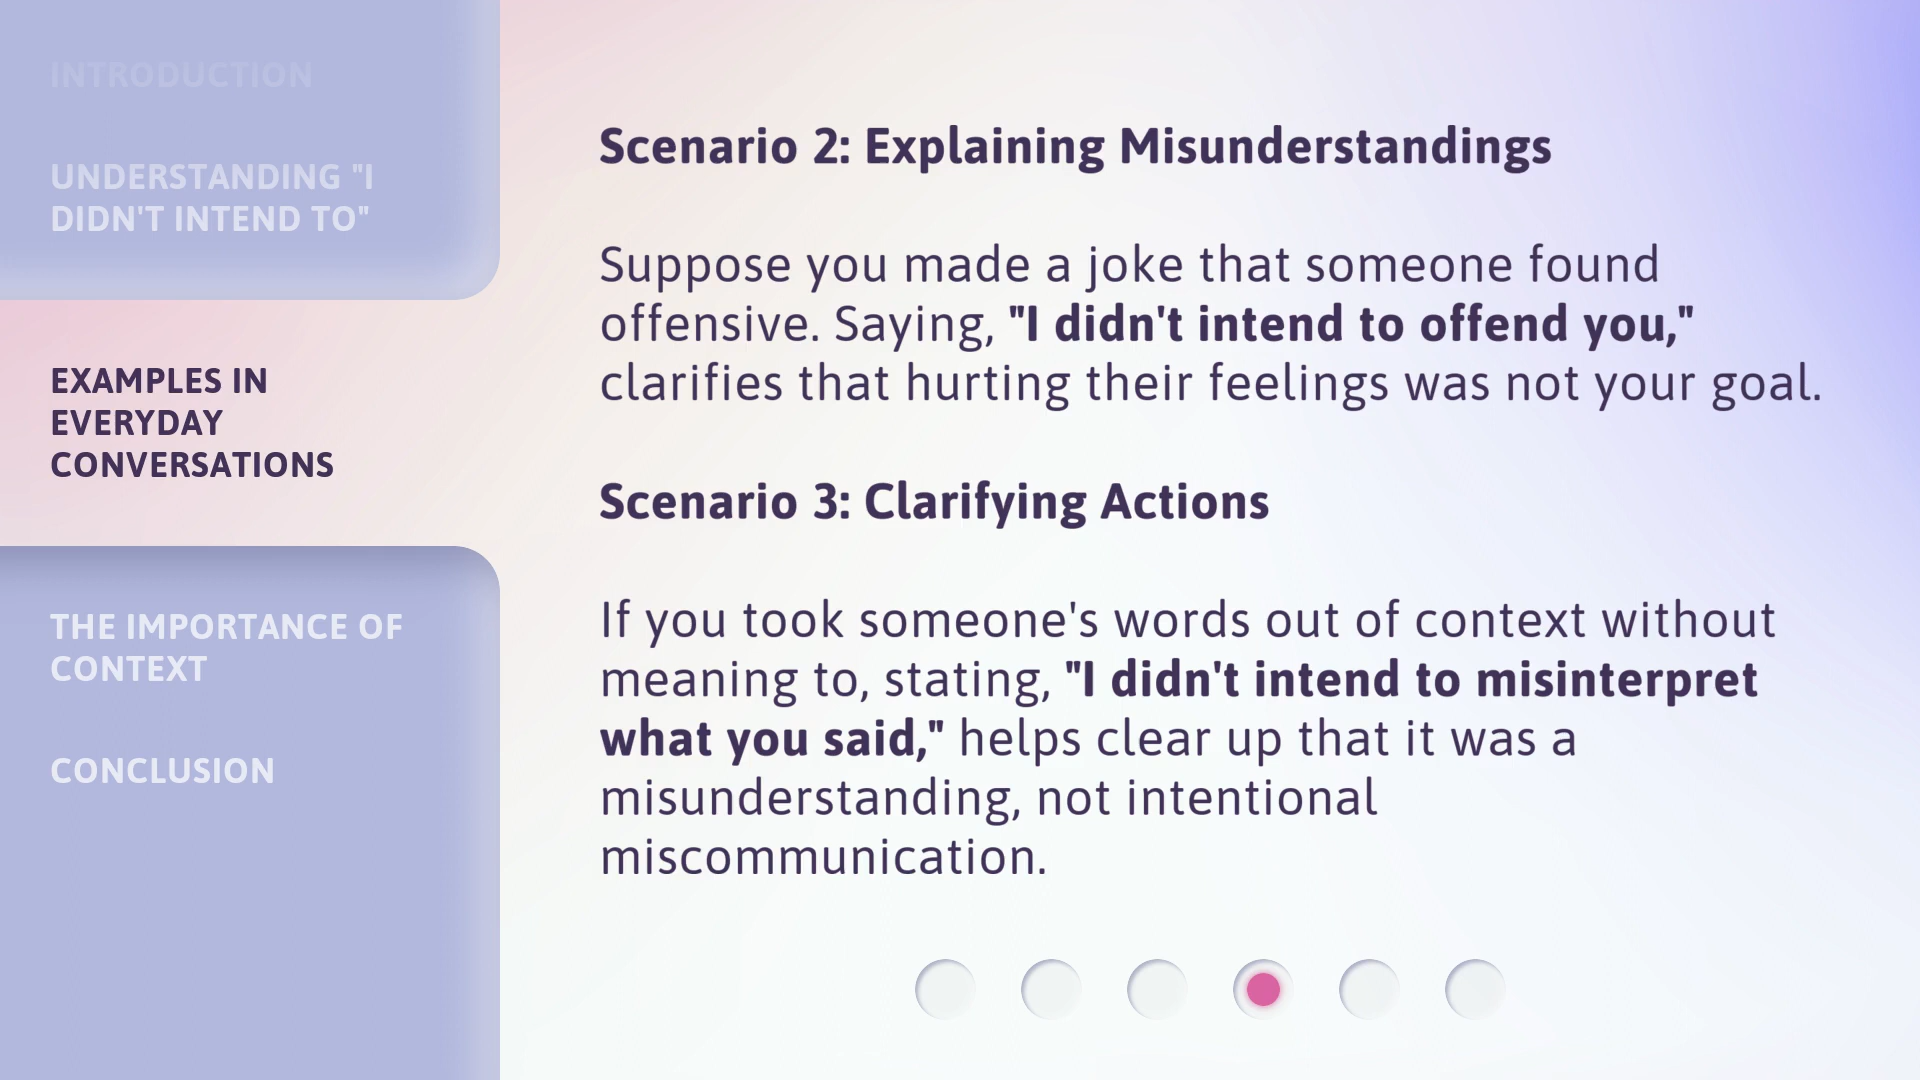 INTRODUCTION
UNDERSTANDING "I
DIDN'T INTEND TO"
EXAMPLES IN
EVERYDAY
CONVERSATIONS
THE IMPORTANCE OF
CONTEXT
CONCLUSION
Scenario 2: Explaining Misunderstandings
Suppose you made a joke that someone found
offensive. Saying, "I didn't intend to offend you,"
clarifies that hurting their feelings was not your goal.
Scenario 3: Clarifying Actions
If you took someone's words out of context without
meaning to, stating, "I didn't intend to misinterpret
what you said," helps clear up that it was a
misunderstanding, not intentional
miscommunication.